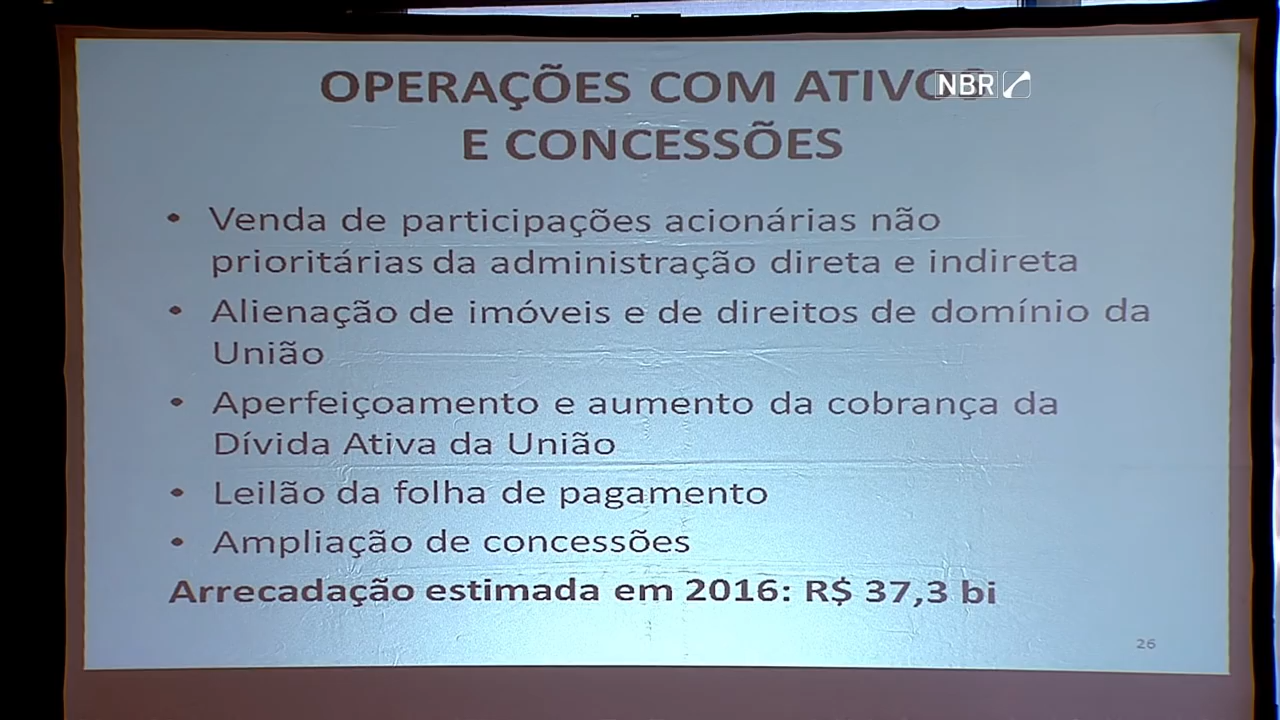 OPERAÇÕES COM ATIVOS
NBR
E CONCESSÕES
• Venda de participações acionárias não
prioritárias da administração direta e indireta
• Alienação de imóveis e de direitos de domínio da
União
• Aperfeiçoamento e aumento da cobrança da
Dívida Ativa da União
• Leilão da folha de pagamento
• Ampliação de concessões
Arrecadação estimada em 2016: R$ 37,3 bi
26